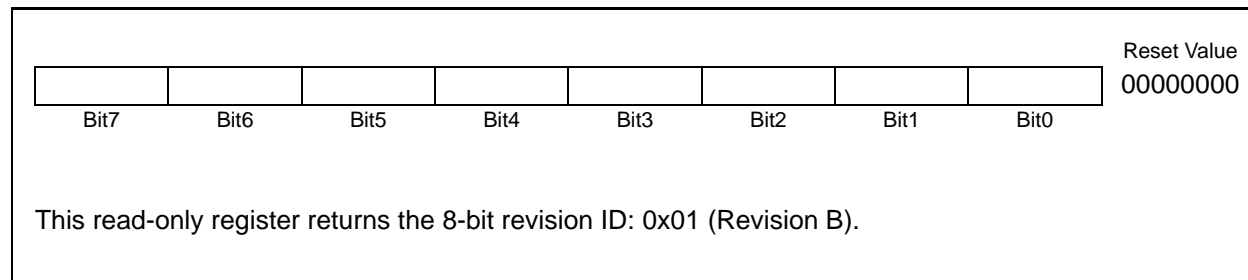 Reset Value
00000000
Bit7 Bit6 Bit5 Bit4 Bit3 Bit2 Bit1 Bit0
This read-only register returns the 8-bit revision ID: 0x01 (Revision B).